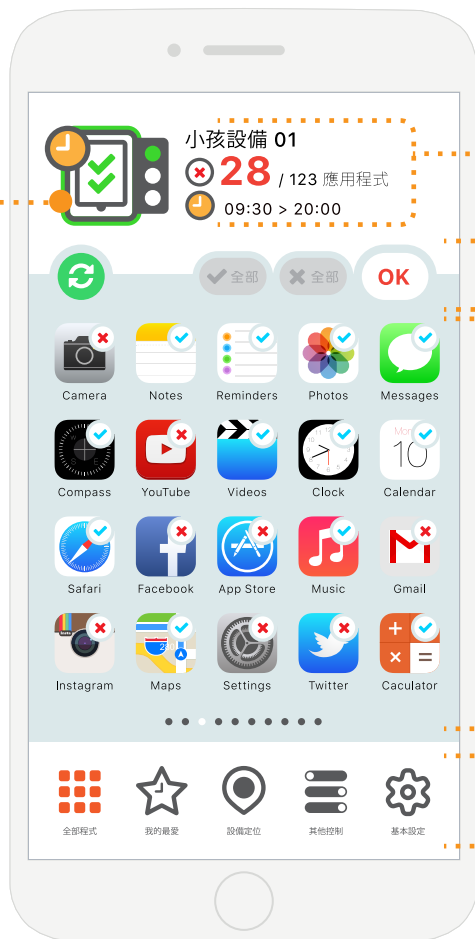 小孩設備 01
28 / 123 應用程式
09:30 > 20:00
全部 全部 OK
Camera Notes Reminders Photos Messages
Compass YouTube Videos Clock Calendar
Safari Facebook App Store Music Gmail
Instagram Maps Settings Twitter Caculator
全部程式 我的最愛 設備定位 其他控制 基本設定